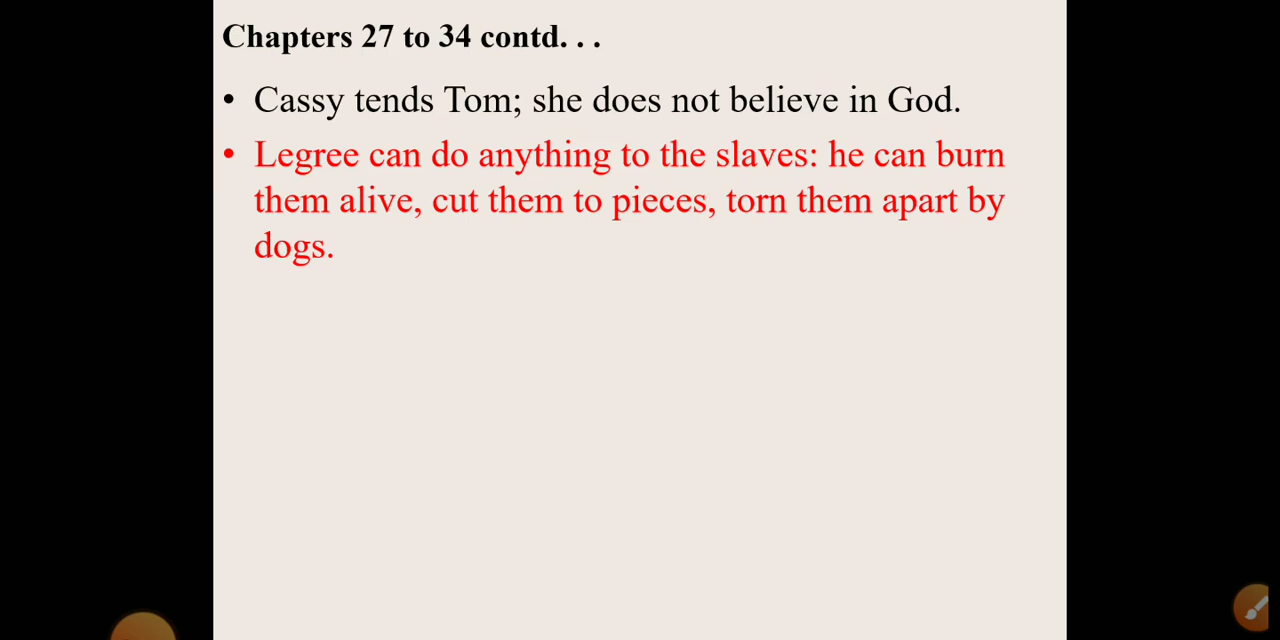 Chapters 27 to 34 contd. . .
• Cassy tends Tom; she does not believe in God.
• Legree can do anything to the slaves: he can burn
them alive, cut them to pieces, torn them apart by
dogs.